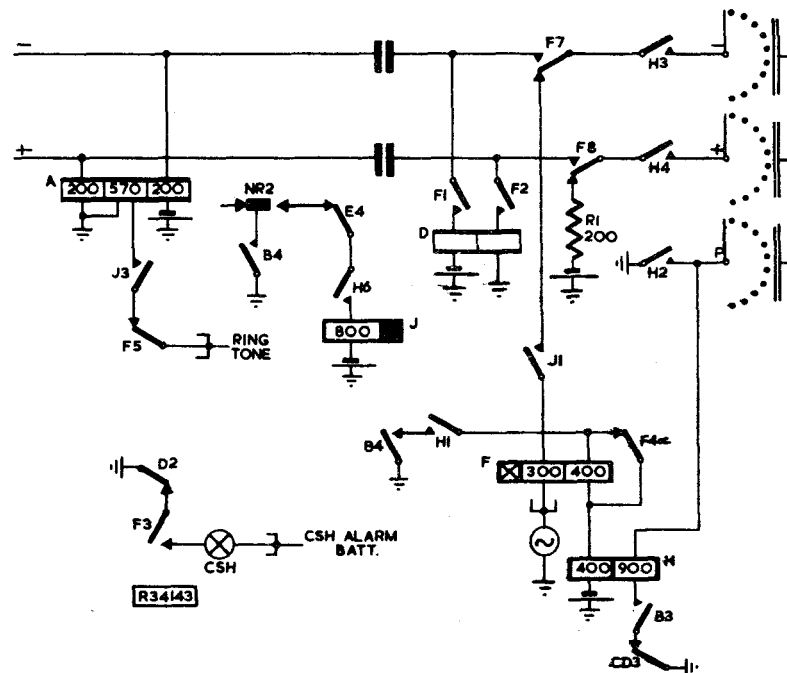 − F7 H3 −
+ F8 H4 +
A 200 570 200 NR2 E4 F1 F2 R1 200
B4 D H2 P
J3 H6
F5 RING TONE 800 J
J1
B4 H1 F4α
D2 F 300 400
F3
CSH CSH ALARM BATT.
400 900 H
R34143
B3
CD3